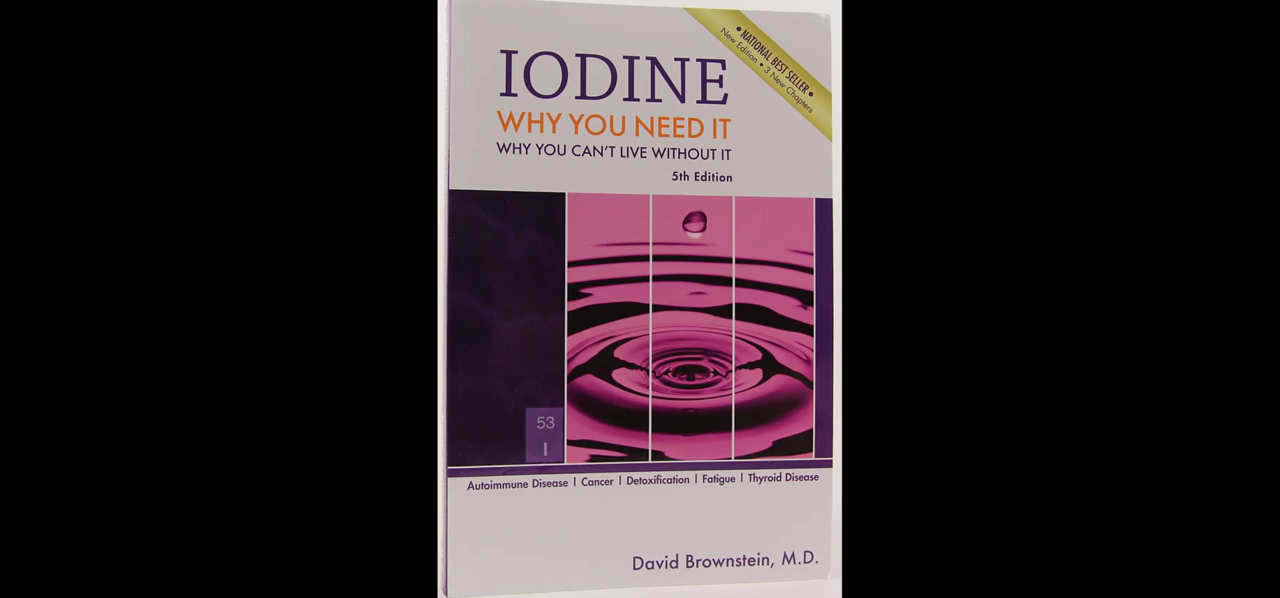 • NATIONAL BEST SELLER •
New Edition • 3 New Chapters
IODINE
WHY YOU NEED IT
WHY YOU CAN'T LIVE WITHOUT IT
5th Edition
53
I
Autoimmune Disease | Cancer | Detoxification | Fatigue | Thyroid Disease
David Brownstein, M.D.